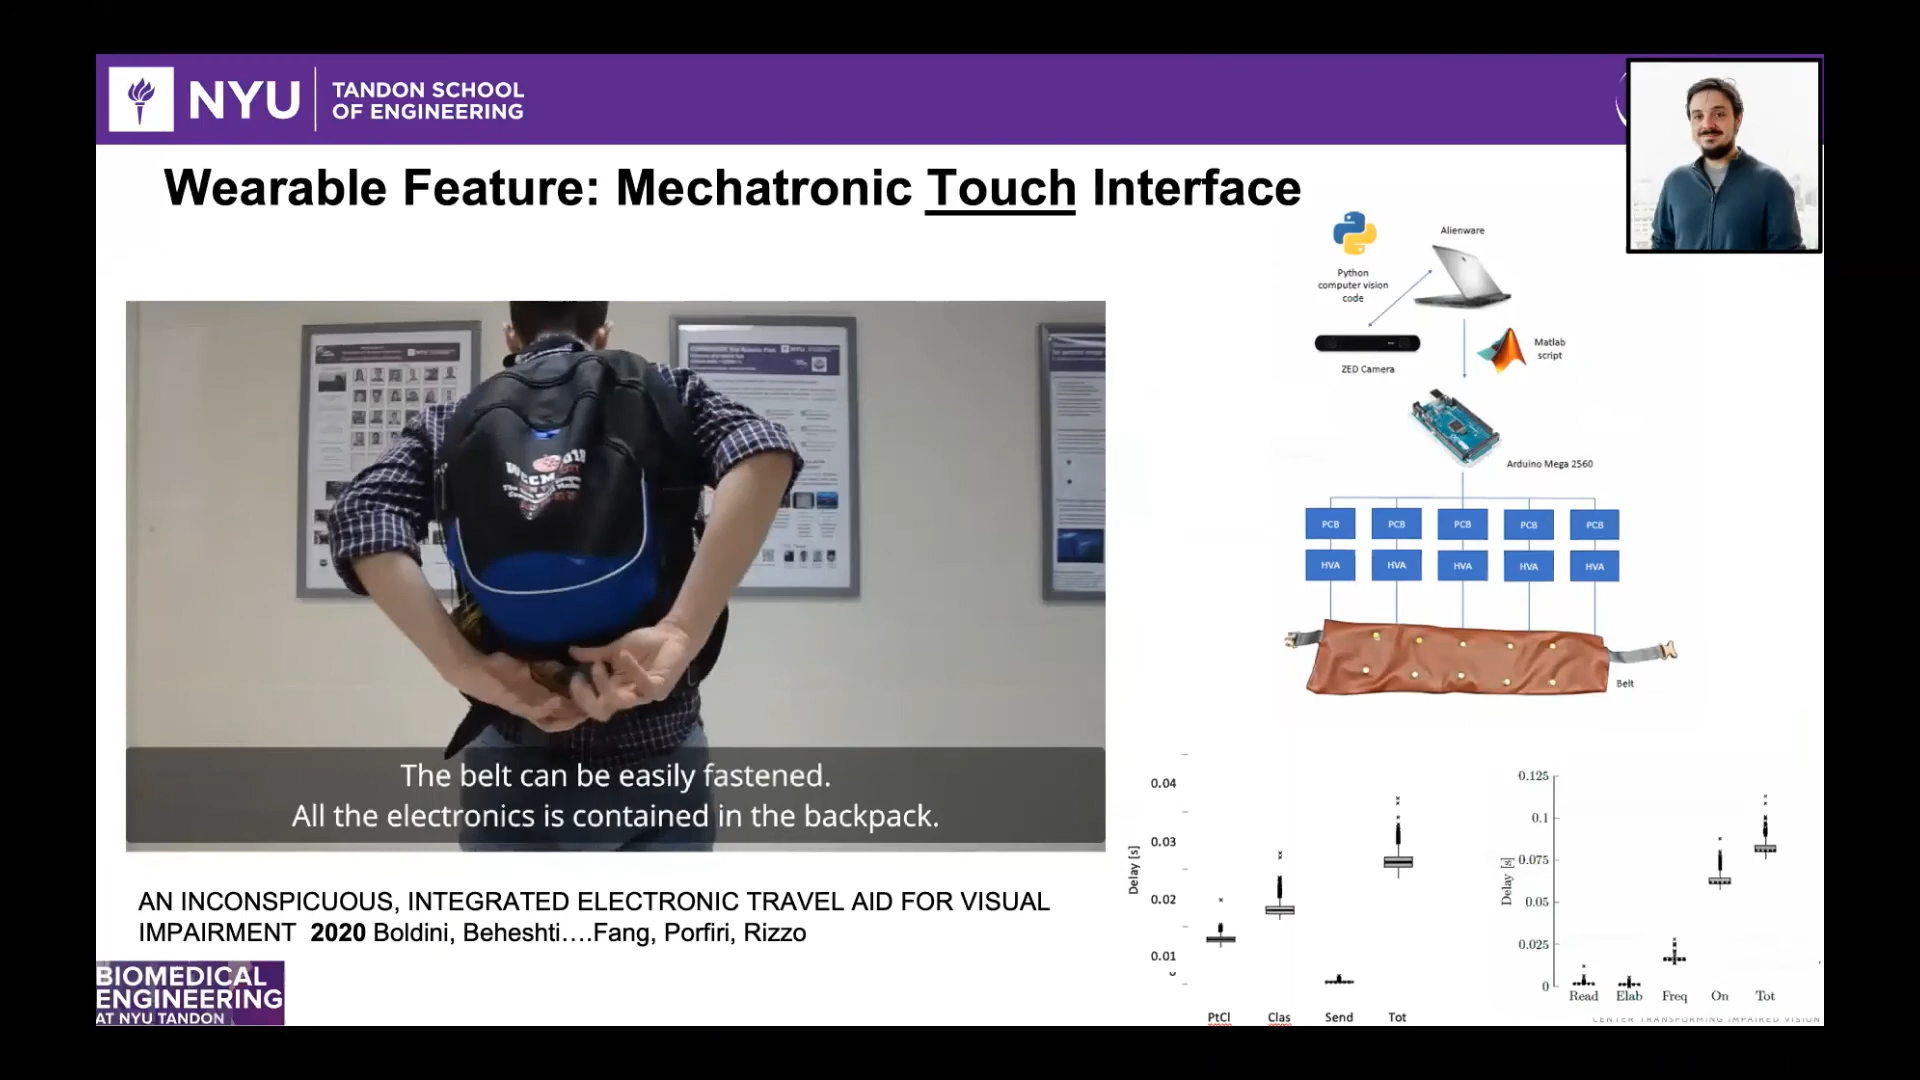 NYU
TANDON SCHOOL
OF ENGINEERING
Wearable Feature: Mechatronic Touch Interface
Python
computer vision
code
Alienware
ZED Camera
Matlab
script
Arduino Mega 2560
PCB PCB PCB PCB PCB
HVA HVA HVA HVA HVA
Belt
The belt can be easily fastened.
All the electronics is contained in the backpack.
AN INCONSPICUOUS, INTEGRATED ELECTRONIC TRAVEL AID FOR VISUAL
IMPAIRMENT 2020 Boldini, Beheshti....Fang, Porfiri, Rizzo
BIOMEDICAL
ENGINEERING
AT NYU TANDON
Delay [s]
0.04
0.03
0.02
0.01
PtCl Clas Send Tot
Delay [s]
0.125
0.1
0.075
0.05
0.025
0
Read Elab Freq On Tot
CENTER TRANSFORMING IMPAIRED VISION